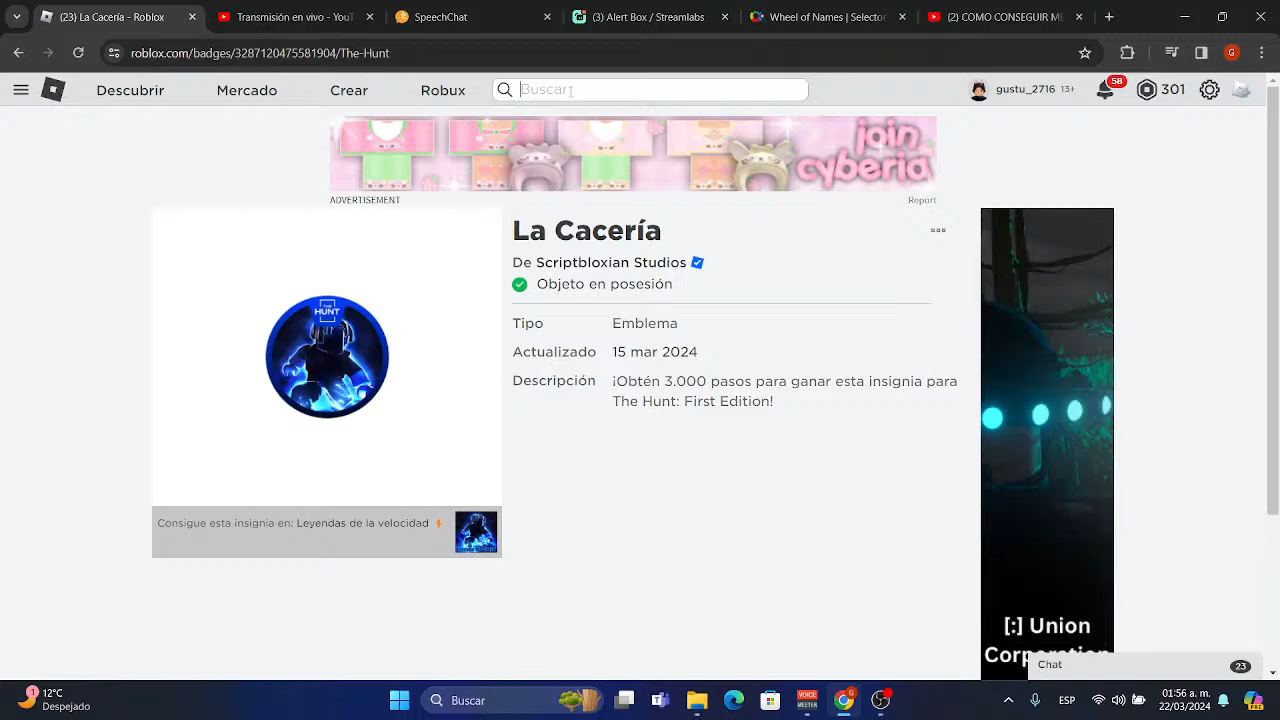 (23) La Cacería - Roblox
Transmisión en vivo - YouT
SpeechChat
(3) Alert Box | Streamlabs
Wheel of Names | Selector
(2) COMO CONSEGUIR M
roblox.com/badges/3287120475581904/The-Hunt
G
Descubrir
Mercado
Crear
Robux
Buscar
gustu_2716 13+
58
301
join
cyberia
ADVERTISEMENT
Report
La Cacería
De Scriptbloxian Studios
Objeto en posesión
THE
HUNT
Tipo
Emblema
Actualizado
15 mar 2024
Descripción
¡Obtén 3.000 pasos para ganar esta insignia para
The Hunt: First Edition!
Consigue esta insignia en: Leyendas de la velocidad
[:] Union
Corporation
Chat
23
1
12°C
Despejado
Buscar
VOICE
MEETER
G
ESP
01:56 a. m.
22/03/2024